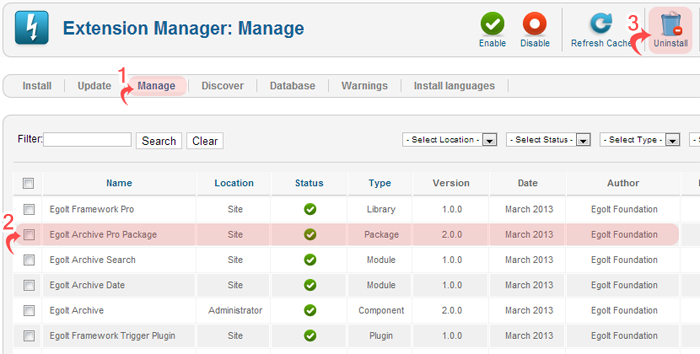 Extension Manager: Manage
Enable Disable Refresh Cache Uninstall
3
1
Install Update Manage Discover Database Warnings Install languages
Filter: Search Clear - Select Location - - Select Status - - Select Type -
Name Location Status Type Version Date Author
Egolt Framework Pro Site Library 1.0.0 March 2013 Egolt Foundation
2
Egolt Archive Pro Package Site Package 2.0.0 March 2013 Egolt Foundation
Egolt Archive Search Site Module 1.0.0 March 2013 Egolt Foundation
Egolt Archive Date Site Module 1.0.0 March 2013 Egolt Foundation
Egolt Archive Administrator Component 2.0.0 March 2013 Egolt Foundation
Egolt Framework Trigger Plugin Site Plugin 1.0.0 March 2013 Egolt Foundation